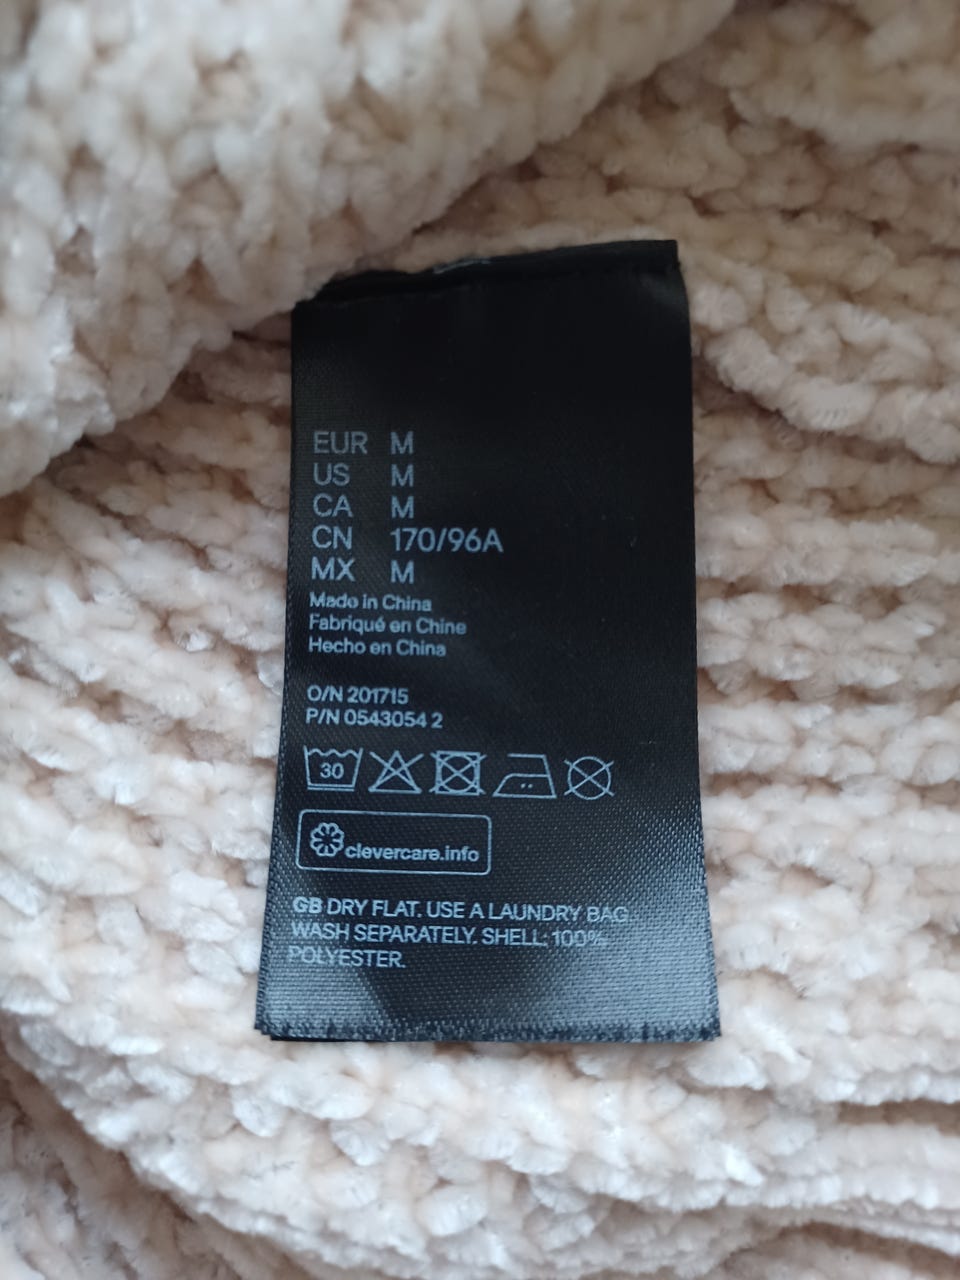 EUR M
US M
CA M
CN 170/96A
MX M
Made in China
Fabriqué en Chine
Hecho en China
O/N 201715
P/N 0543054 2
30
clevercare.info
GB DRY FLAT. USE A LAUNDRY BAG.
WASH SEPARATELY. SHELL: 100%
POLYESTER.